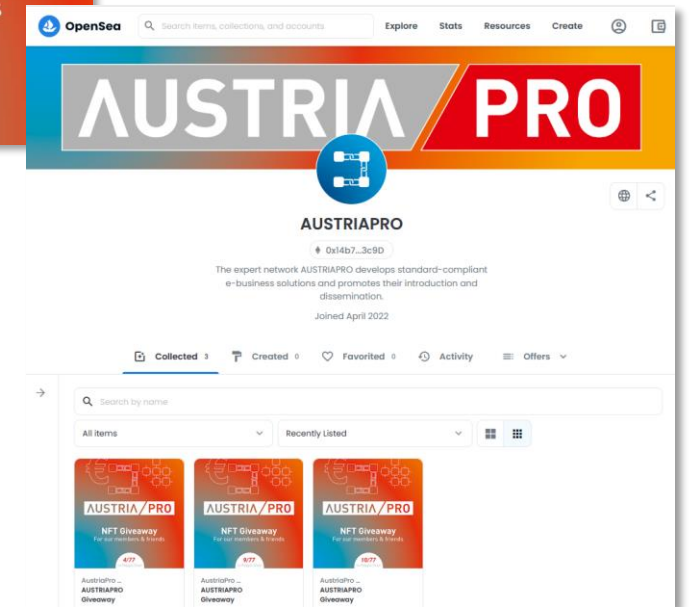 s
OpenSea
Search items, collections, and accounts
Explore Stats Resources Create
AUSTRIA/PRO
AUSTRIAPRO
0x14b7...3c9D
The expert network AUSTRIAPRO develops standard-compliant
e-business solutions and promotes their introduction and
dissemination.
Joined April 2022
Collected 3 Created 0 Favorited 0 Activity Offers
Search by name
All items Recently Listed
AUSTRIA/PRO AUSTRIA/PRO AUSTRIA/PRO
NFT Giveaway NFT Giveaway NFT Giveaway
For our members & friends For our members & friends For our members & friends
4/77 9/77 10/77
AustriaPro _ AustriaPro _ AustriaPro _
AUSTRIAPRO AUSTRIAPRO AUSTRIAPRO
Giveaway Giveaway Giveaway